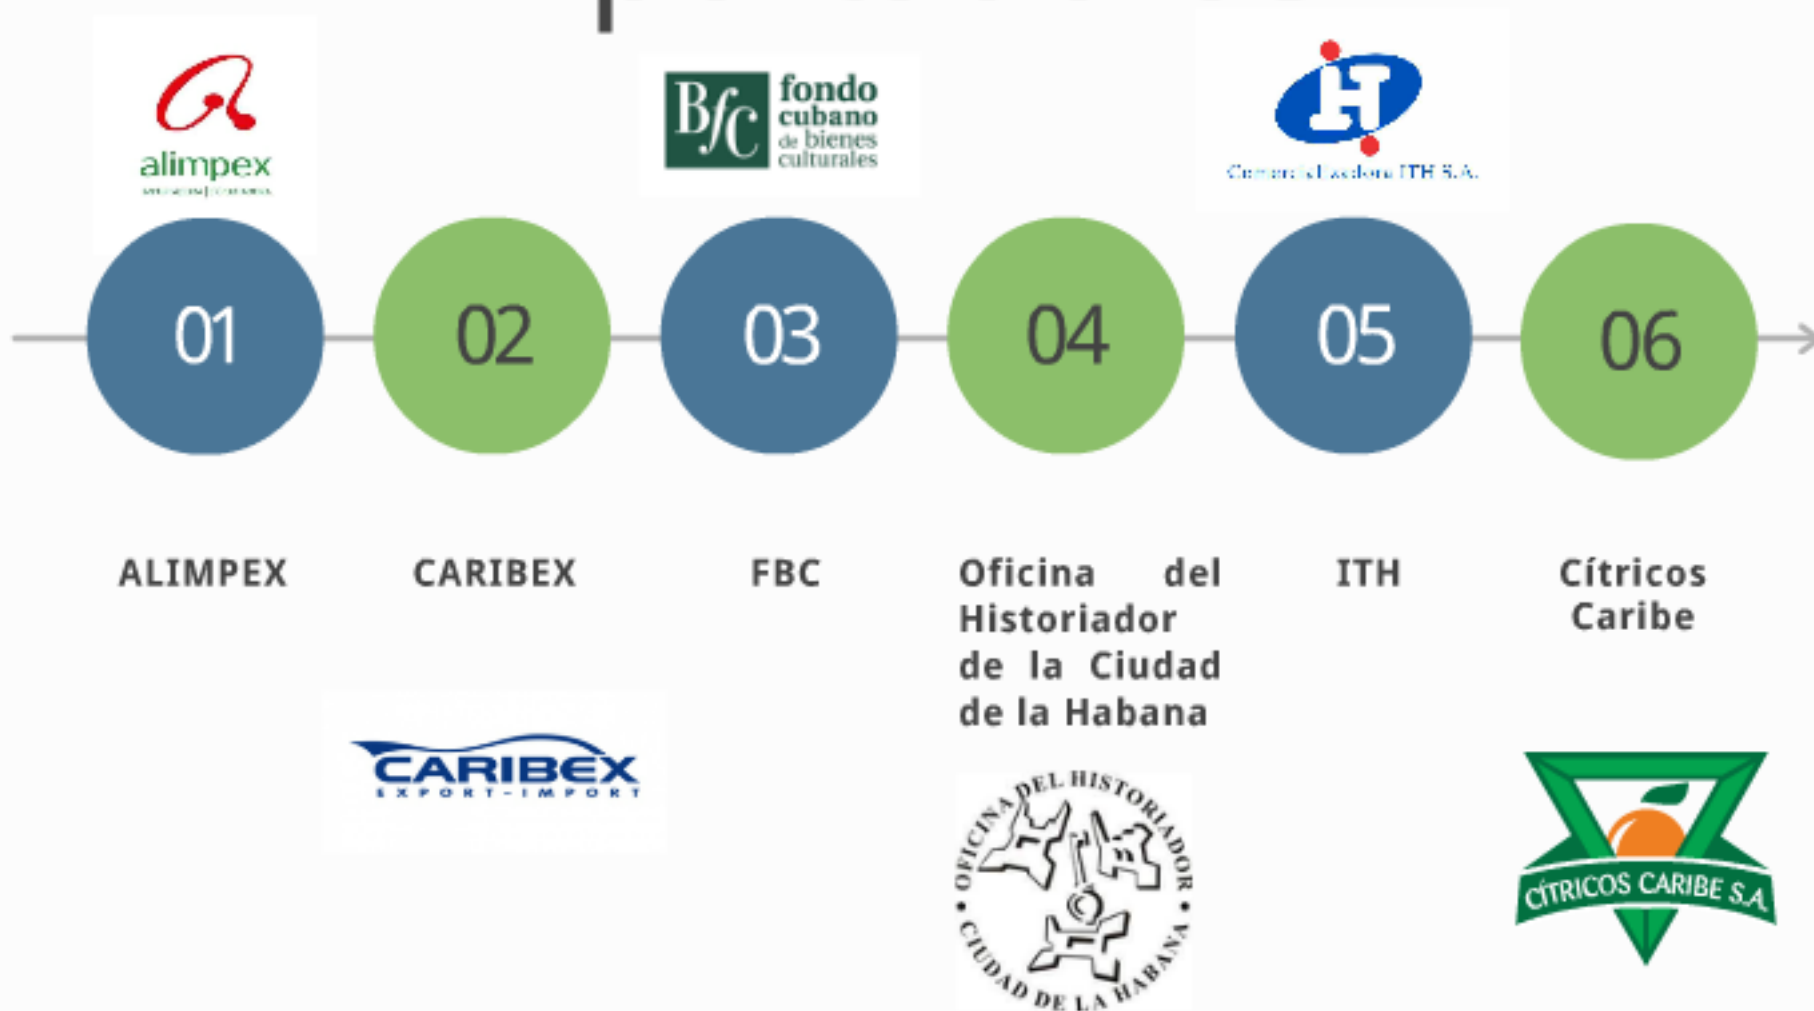 alimpex
BfC
fondo
cubano
de bienes
culturales
iH
Comercializadora ITH S.A.
01
02
03
04
05
06
ALIMPEX
CARIBEX
FBC
Oficina del
Historiador
de la Ciudad
de la Habana
ITH
Cítricos
Caribe
CARIBEX
EXPORT-IMPORT
OFICINA DEL HISTORIADOR
• CIUDAD DE LA HABANA •
CÍTRICOS CARIBE S.A.